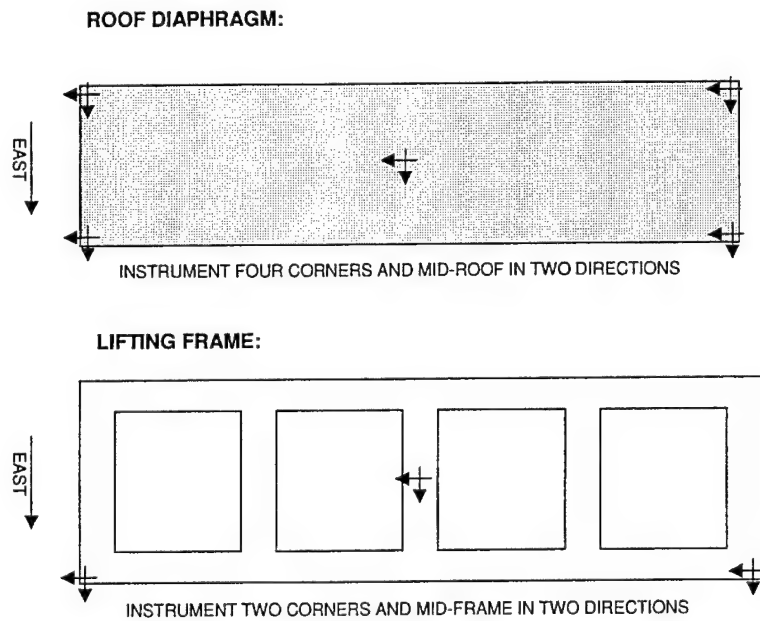 ROOF DIAPHRAGM:
EAST
INSTRUMENT FOUR CORNERS AND MID-ROOF IN TWO DIRECTIONS
LIFTING FRAME:
EAST
INSTRUMENT TWO CORNERS AND MID-FRAME IN TWO DIRECTIONS